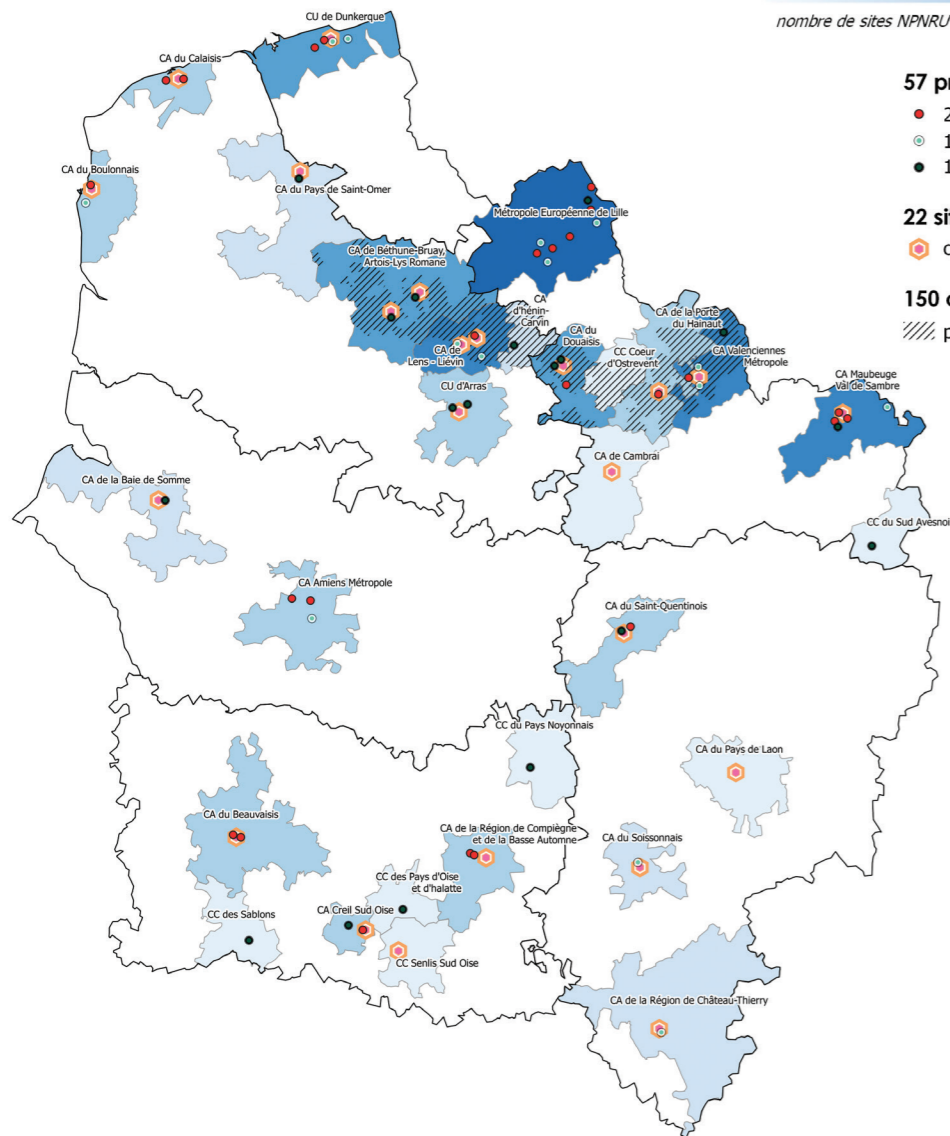 nombre de sites NPNRU
57 pr
2
1
1
22 si
c
150 c
p
CU de Dunkerque
CA du Calaisis
CA du Boulonnais
CA du Pays de Saint-Omer
Métropole Européenne de Lille
CA de Béthune-Bruay,
Artois-Lys Romane
CA
d'hénin-
Carvin
CA de
Lens - Liévin
CA du
Douaisis
CC Coeur
d'Ostrevent
CA de la Porte
du Hainaut
CA Valenciennes
Métropole
CA Maubeuge
Val de Sambre
CU d'Arras
CA de Cambrai
CC du Sud Avesnoi
CA de la Baie de Somme
CA Amiens Métropole
CA du Saint-Quentinois
CC du Pays Noyonnais
CA du Pays de Laon
CA du Beauvaisis
CA de la Région de Compiègne
et de la Basse Automne
CA du Soissonnais
CC des Pays d'Oise
et d'halatte
CC des Sablons
CA Creil Sud Oise
CC Senlis Sud Oise
CA de la Région de Château-Thierry